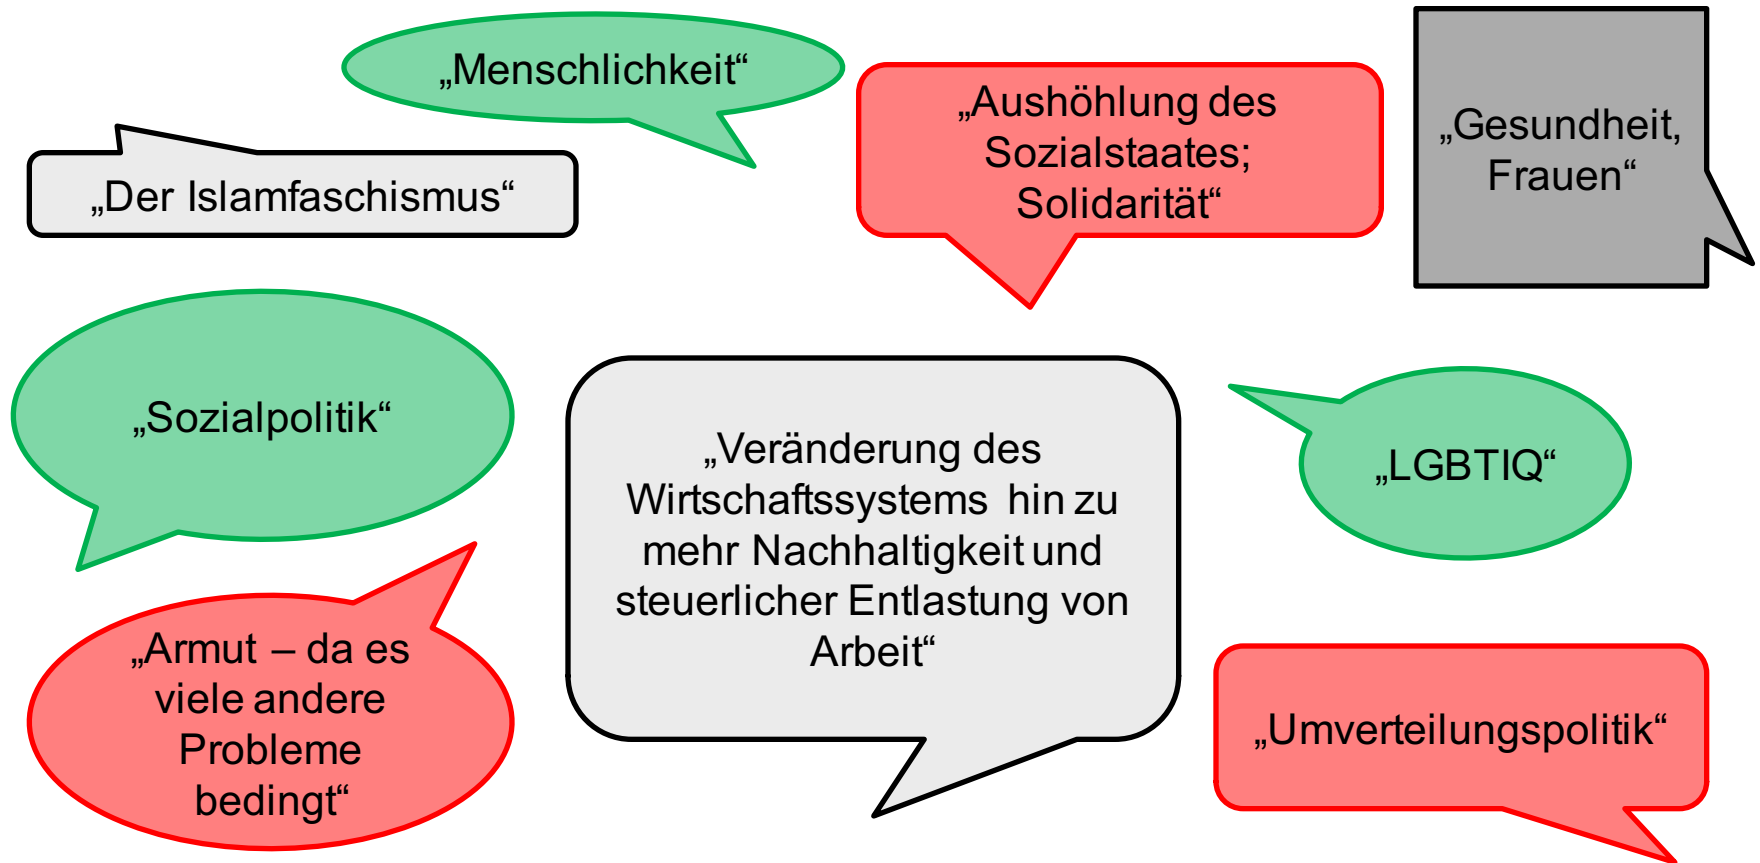 „Menschlichkeit“
„Aushöhlung des
Sozialstaates;
Solidarität“
„Gesundheit,
Frauen“
„Der Islamfaschismus“
„Sozialpolitik“
„Veränderung des
Wirtschaftssystems hin zu
mehr Nachhaltigkeit und
steuerlicher Entlastung von
Arbeit“
„LGBTIQ“
„Armut – da es
viele andere
Probleme
bedingt“
„Umverteilungspolitik“